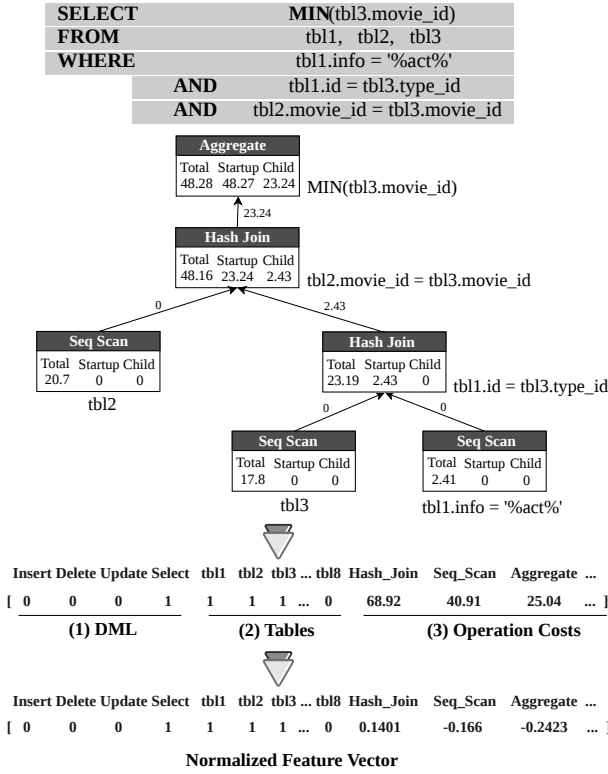 SELECT MIN(tbl3.movie_id)
FROM tbl1, tbl2, tbl3
WHERE tbl1.info = '%act%'
AND tbl1.id = tbl3.type_id
AND tbl2.movie_id = tbl3.movie_id
Aggregate
Total Startup Child
48.28 48.27 23.24
MIN(tbl3.movie_id)
23.24
Hash Join
Total Startup Child
48.16 23.24 2.43
tbl2.movie_id = tbl3.movie_id
0 2.43
Seq Scan
Total Startup Child
20.7 0 0
tbl2
Hash Join
Total Startup Child
23.19 2.43 0
tbl1.id = tbl3.type_id
0 0
Seq Scan
Total Startup Child
17.8 0 0
tbl3
Seq Scan
Total Startup Child
2.41 0 0
tbl1.info = '%act%'
Insert Delete Update Select tbl1 tbl2 tbl3 ... tbl8 Hash_Join Seq_Scan Aggregate ...
[ 0 0 0 1 1 1 1 ... 0 68.92 40.91 25.04 ... ]
(1) DML (2) Tables (3) Operation Costs
Insert Delete Update Select tbl1 tbl2 tbl3 ... tbl8 Hash_Join Seq_Scan Aggregate ...
[ 0 0 0 1 1 1 1 ... 0 0.1401 -0.166 -0.2423 ... ]
Normalized Feature Vector